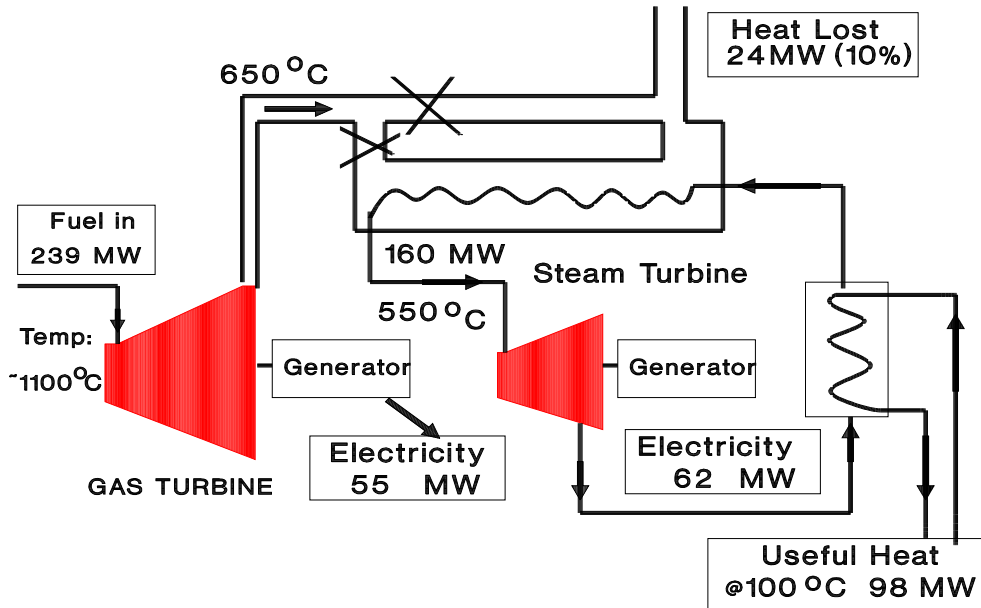 Heat Lost
24MW (10%)
650°C
Fuel in
239 MW
160 MW
Steam Turbine
550°C
Temp:
~1100°C
Generator
Generator
Electricity
55 MW
Electricity
62 MW
GAS TURBINE
Useful Heat
@100°C 98 MW